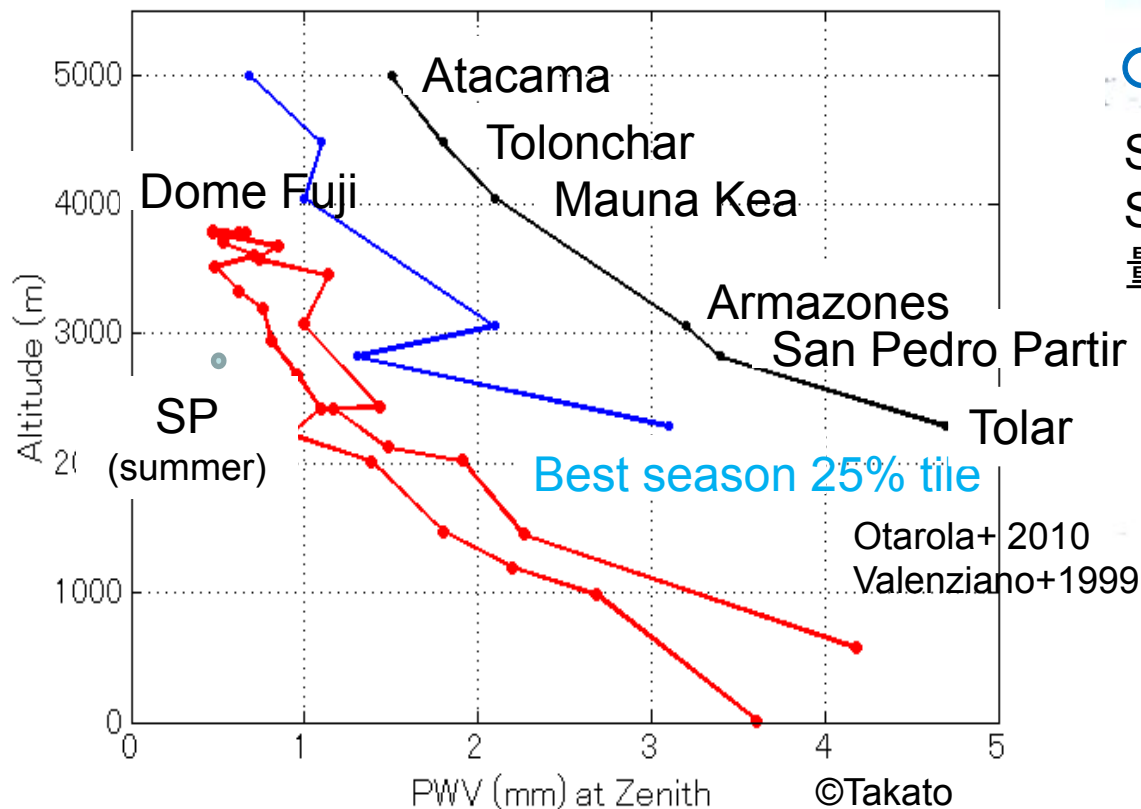 5000
Atacama
Tolonchar
Dome Fuji
4000
Mauna Kea
Armazones
3000
San Pedro Partir
Altitude (m)
SP
(summer)
Tolar
Best season 25% tile
Otarola+ 2010
Valenziano+1999
1000
0
0 1 2 3 4 5
PWV (mm) at Zenith
©Takato
S
S